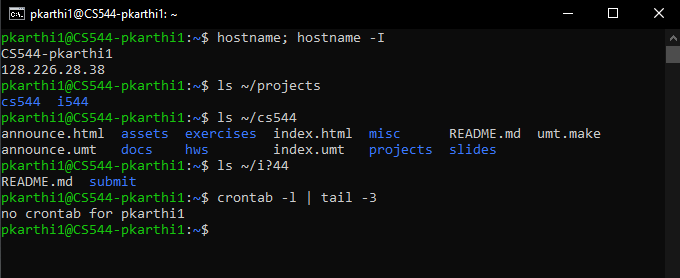 pkarthi1@CS544-pkarthi1: ~
pkarthi1@CS544-pkarthi1:~$ hostname; hostname -I
CS544-pkarthi1
128.226.28.38
pkarthi1@CS544-pkarthi1:~$ ls ~/projects
cs544  i544
pkarthi1@CS544-pkarthi1:~$ ls ~/cs544
announce.html  assets  exercises  index.html  misc      README.md  umt.make
announce.umt   docs    hws        index.umt   projects  slides
pkarthi1@CS544-pkarthi1:~$ ls ~/i?44
README.md  submit
pkarthi1@CS544-pkarthi1:~$ crontab -l | tail -3
no crontab for pkarthi1
pkarthi1@CS544-pkarthi1:~$